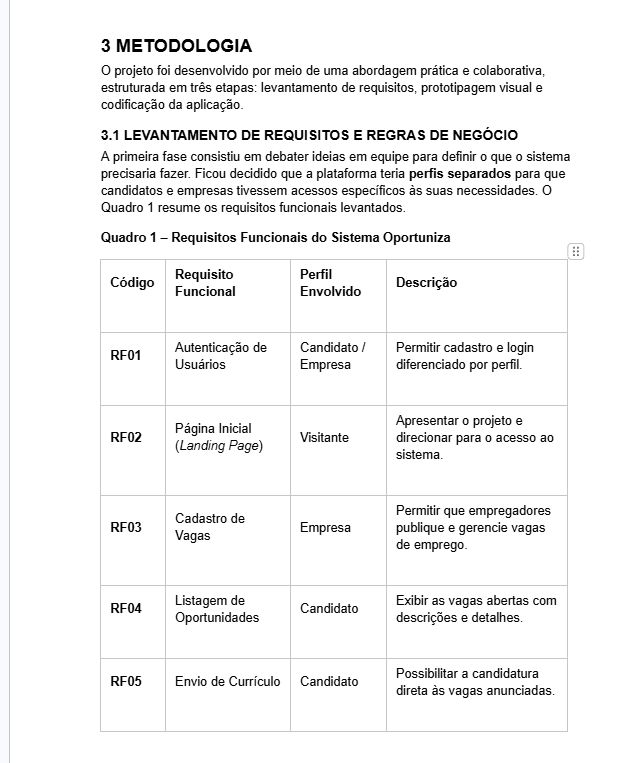 3 METODOLOGIA
O projeto foi desenvolvido por meio de uma abordagem prática e colaborativa,
estruturada em três etapas: levantamento de requisitos, prototipagem visual e
codificação da aplicação.
3.1 LEVANTAMENTO DE REQUISITOS E REGRAS DE NEGÓCIO
A primeira fase consistiu em debater ideias em equipe para definir o que o sistema
precisaria fazer. Ficou decidido que a plataforma teria perfis separados para que
candidatos e empresas tivessem acessos específicos às suas necessidades. O
Quadro 1 resume os requisitos funcionais levantados.
Quadro 1 – Requisitos Funcionais do Sistema Oportuniza
Código
Requisito
Funcional
Perfil
Envolvido
Descrição
RF01
Autenticação de
Usuários
Candidato /
Empresa
Permitir cadastro e login
diferenciado por perfil.
RF02
Página Inicial
(Landing Page)
Visitante
Apresentar o projeto e
direcionar para o acesso ao
sistema.
RF03
Cadastro de
Vagas
Empresa
Permitir que empregadores
publique e gerencie vagas
de emprego.
RF04
Listagem de
Oportunidades
Candidato
Exibir as vagas abertas com
descrições e detalhes.
RF05
Envio de Currículo
Candidato
Possibilitar a candidatura
direta às vagas anunciadas.